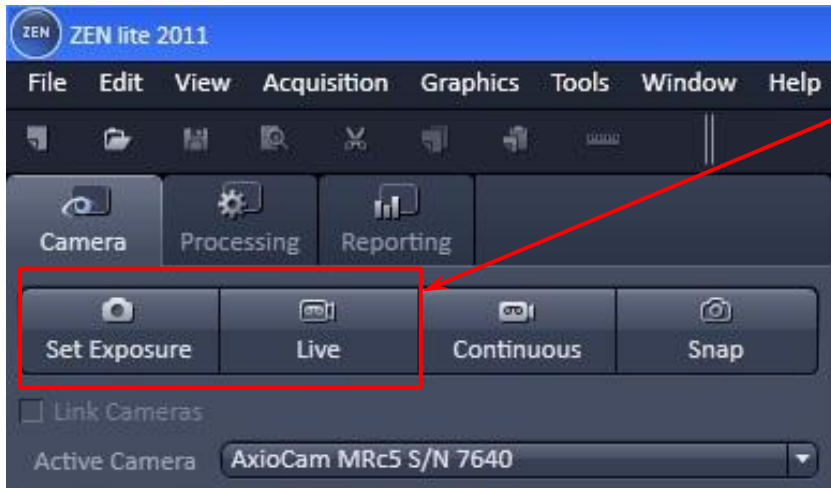 ZEN ZEN lite 2011
File Edit View Acquisition Graphics Tools Window Help
Camera Processing Reporting
Set Exposure Live Continuous Snap
Link Cameras
Active Camera AxioCam MRc5 S/N 7640